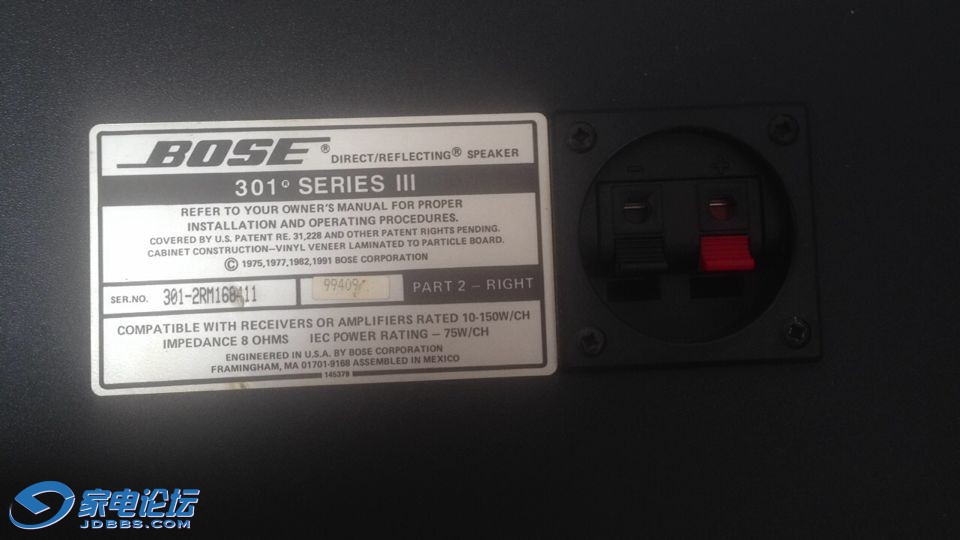 BOSE® DIRECT/REFLECTING® SPEAKER
301® SERIES III
REFER TO YOUR OWNER'S MANUAL FOR PROPER
INSTALLATION AND OPERATING PROCEDURES.
COVERED BY U.S. PATENT RE. 31,228 AND OTHER PATENT RIGHTS PENDING.
CABINET CONSTRUCTION-VINYL VENEER LAMINATED TO PARTICLE BOARD.
© 1975,1977,1982,1991 BOSE CORPORATION
SER.NO. 301-2RM168411 PART 2 - RIGHT
COMPATIBLE WITH RECEIVERS OR AMPLIFIERS RATED 10-150W/CH
IMPEDANCE 8 OHMS IEC POWER RATING - 75W/CH
ENGINEERED IN U.S.A. BY BOSE CORPORATION
FRAMINGHAM, MA 01701-9168 ASSEMBLED IN MEXICO
145379
- +
家电论坛
JDBBS.COM